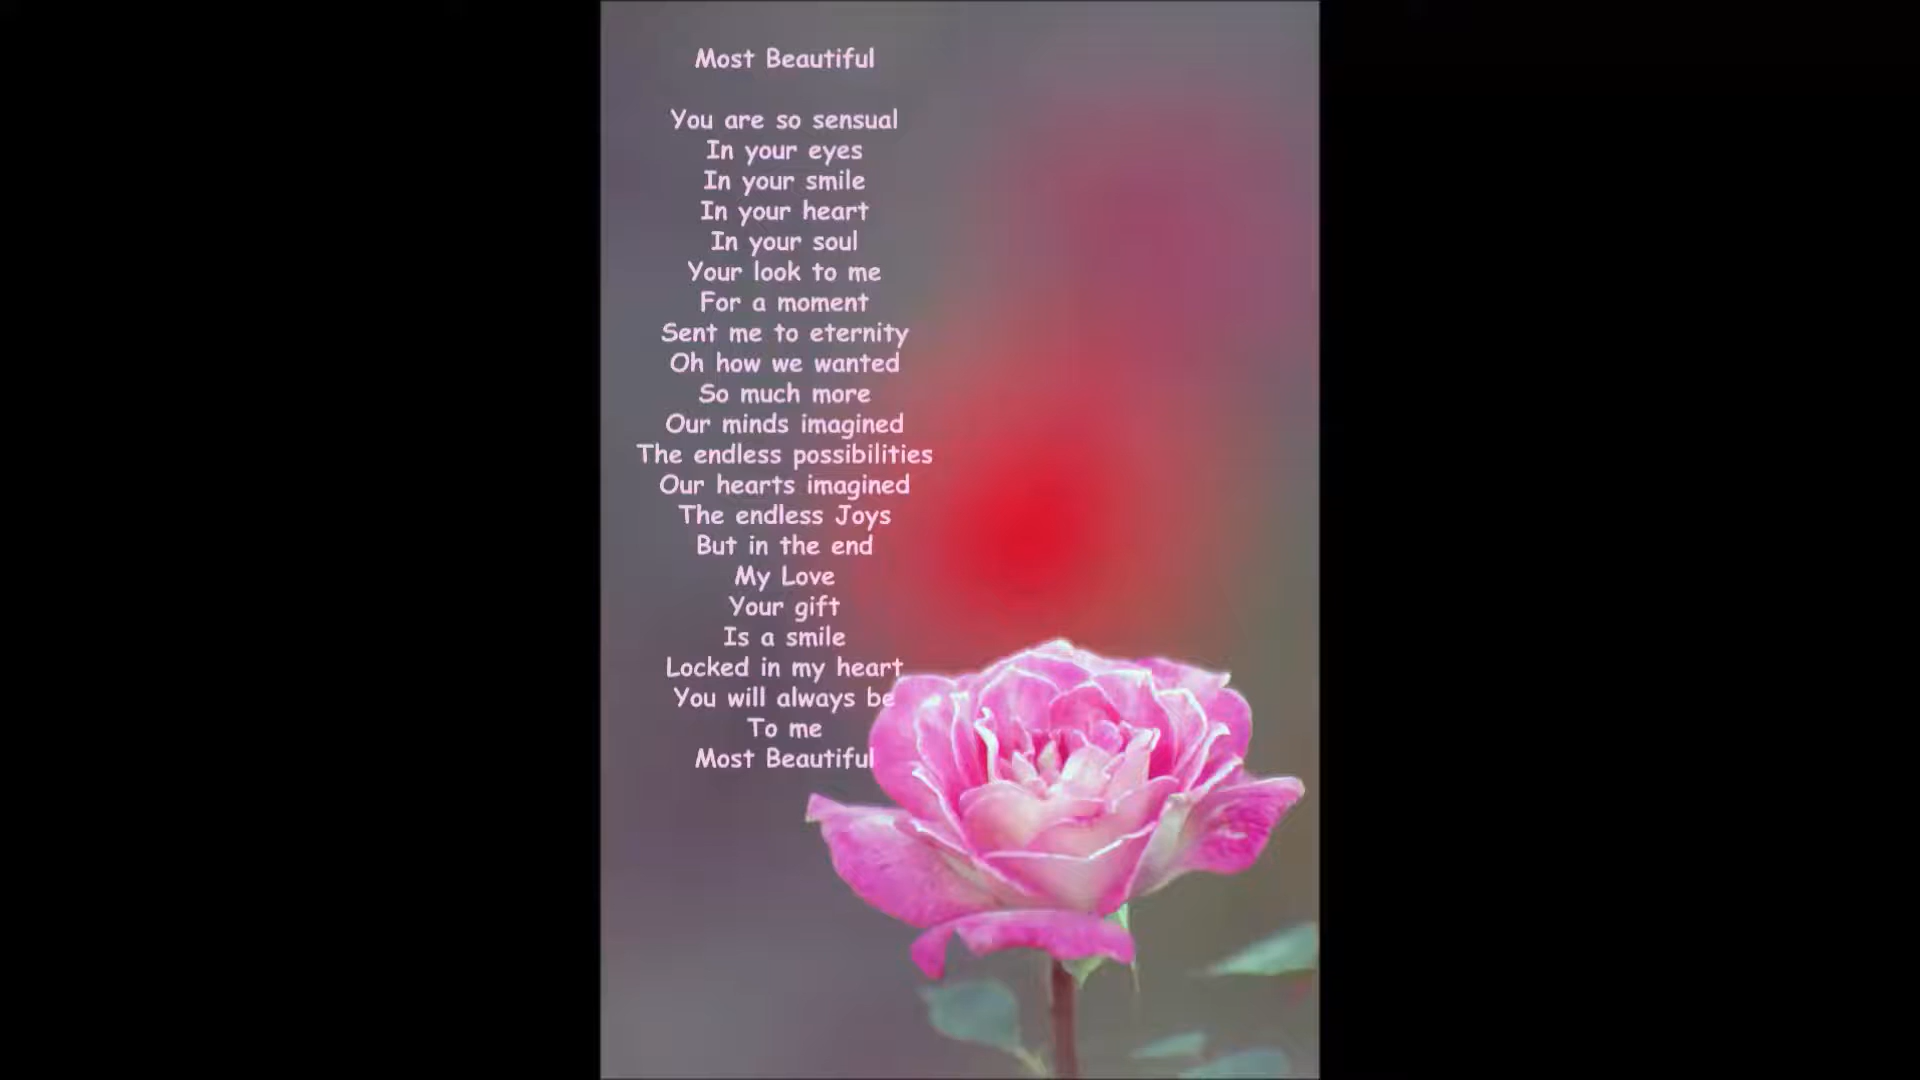 Most Beautiful
You are so sensual
In your eyes
In your smile
In your heart
In your soul
Your look to me
For a moment
Sent me to eternity
Oh how we wanted
So much more
Our minds imagined
The endless possibilities
Our hearts imagined
The endless Joys
But in the end
My Love
Your gift
Is a smile
Locked in my heart
You will always be
To me
Most Beautiful